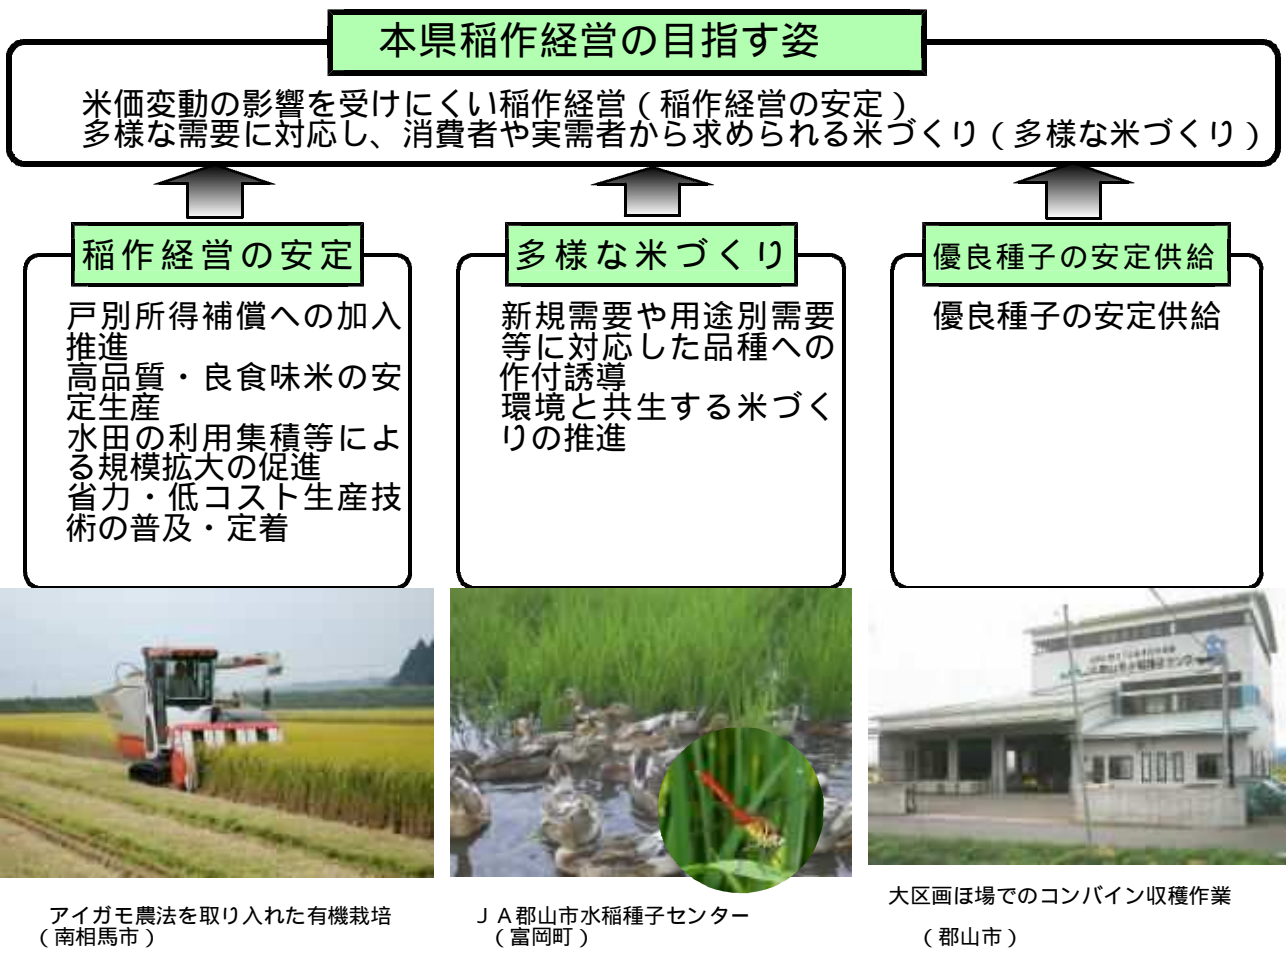 本県稲作経営の目指す姿
米価変動の影響を受けにくい稲作経営(稲作経営の安定)
多様な需要に対応し、消費者や実需者から求められる米づくり(多様な米づくり)
稲作経営の安定
戸別所得補償への加入
推進
高品質・良食味米の安
定生産
水田の利用集積等によ
る規模拡大の促進
省力・低コスト生産技
術の普及・定着
多様な米づくり
新規需要や用途別需要
等に対応した品種への
作付誘導
環境と共生する米づく
りの推進
優良種子の安定供給
優良種子の安定供給
アイガモ農法を取り入れた有機栽培
(南相馬市)
JA郡山市水稲種子センター
(富岡町)
大区画ほ場でのコンバイン収穫作業
(郡山市)